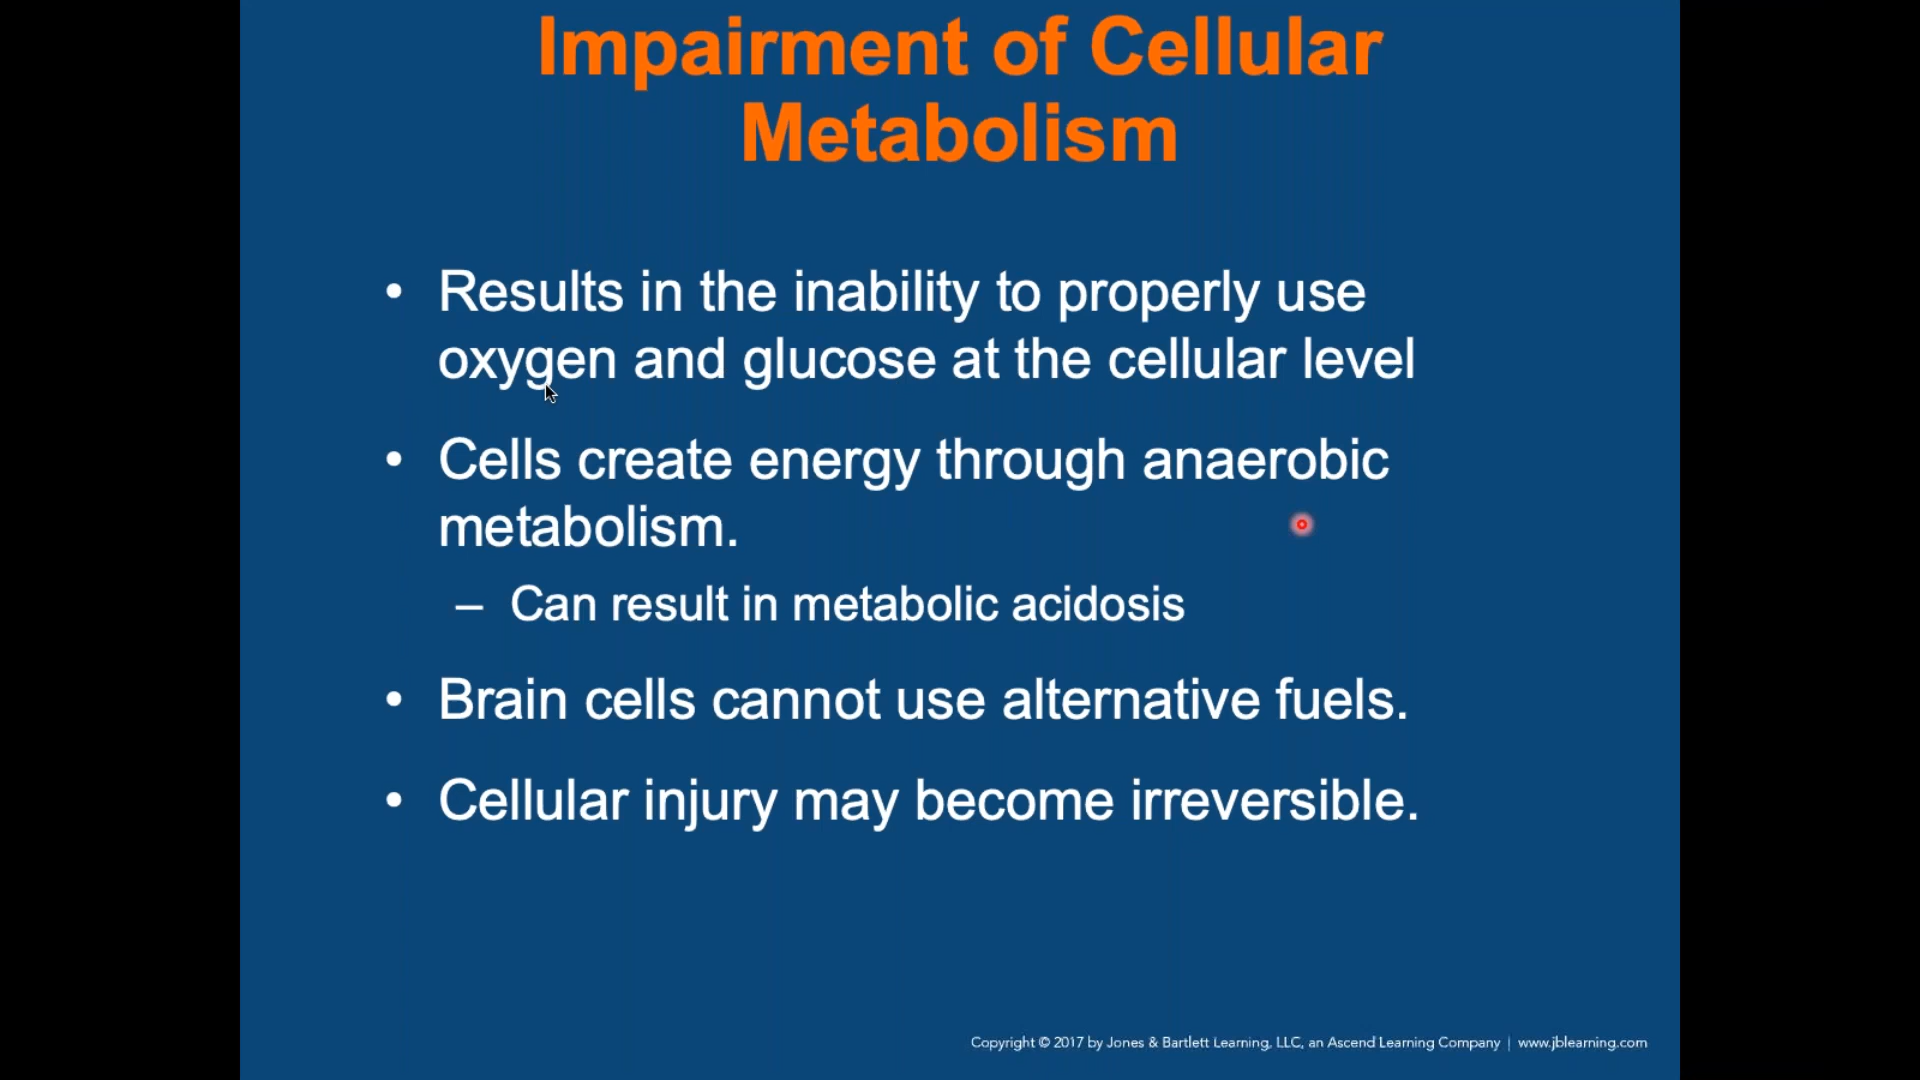 Impairment of Cellular
Metabolism
• Results in the inability to properly use
oxygen and glucose at the cellular level
• Cells create energy through anaerobic
metabolism.
– Can result in metabolic acidosis
• Brain cells cannot use alternative fuels.
• Cellular injury may become irreversible.
Copyright © 2017 by Jones & Bartlett Learning, LLC, an Ascend Learning Company | www.jblearning.com